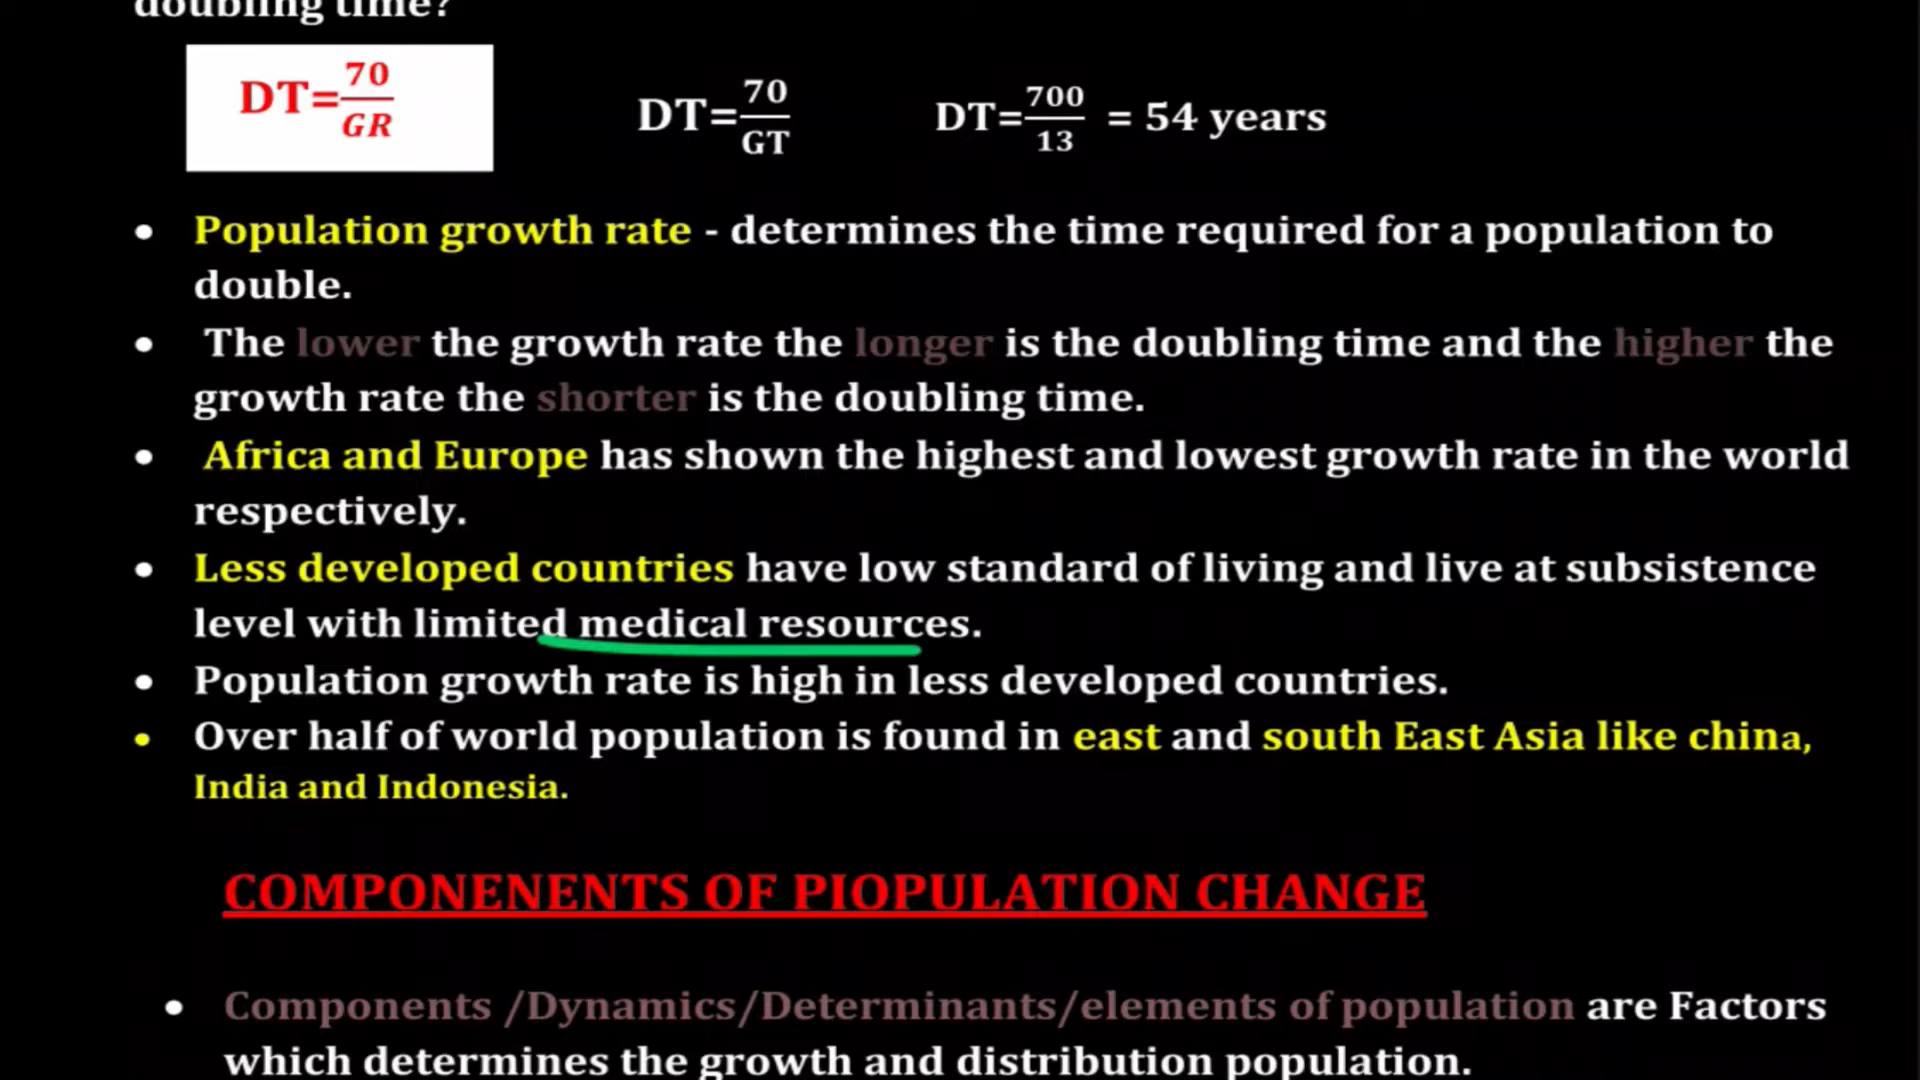 doubling time?
DT=70/GR DT=70/GT DT=700/13 = 54 years
• Population growth rate - determines the time required for a population to
double.
• The lower the growth rate the longer is the doubling time and the higher the
growth rate the shorter is the doubling time.
• Africa and Europe has shown the highest and lowest growth rate in the world
respectively.
• Less developed countries have low standard of living and live at subsistence
level with limited medical resources.
• Population growth rate is high in less developed countries.
• Over half of world population is found in east and south East Asia like china,
India and Indonesia.
COMPONENENTS OF PIOPULATION CHANGE
• Components /Dynamics/Determinants/elements of population are Factors
which determines the growth and distribution population.